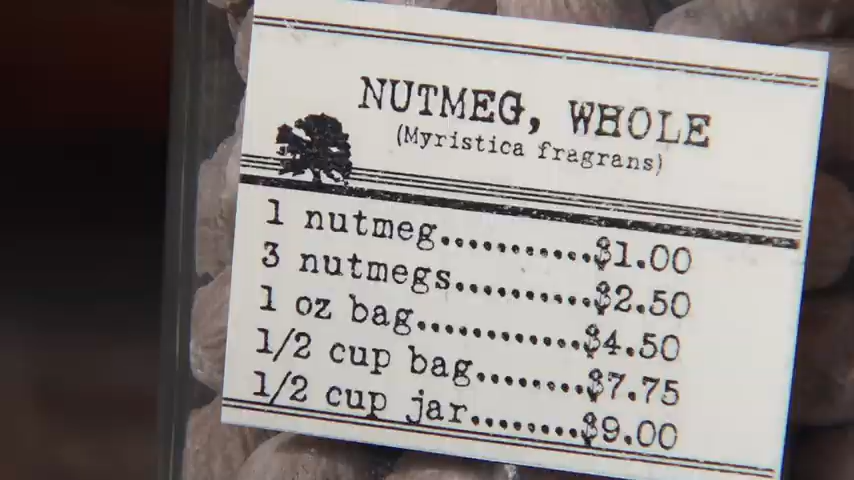 NUTMEG, WHOLE
(Myristica fragrans)
1 nutmeg...........$1.00
3 nutmegs..........$2.50
1 oz bag............$4.50
1/2 cup bag........$7.75
1/2 cup jar........$9.00